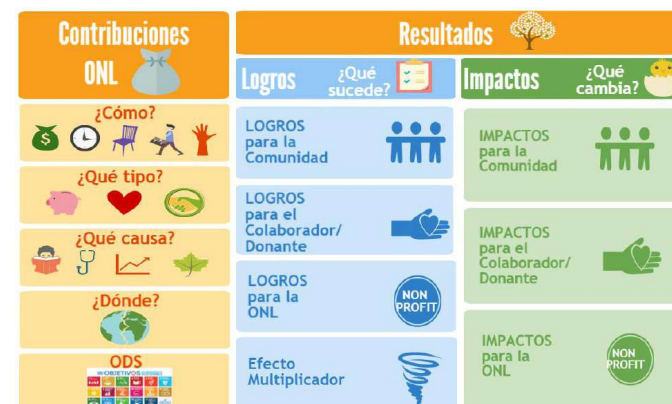 Contribuciones
ONL
Resultados
Logros
¿Qué
sucede?
Impactos
¿Qué
cambia?
¿Cómo?
¿Qué tipo?
¿Qué causa?
¿Dónde?
ODS
OBJETIVOS
LOGROS
para la
Comunidad
LOGROS
para el
Colaborador/
Donante
LOGROS
para la
ONL
NON
PROFIT
Efecto
Multiplicador
IMPACTOS
para la
Comunidad
IMPACTOS
para el
Colaborador/
Donante
IMPACTOS
para la
ONL
NON
PROFIT